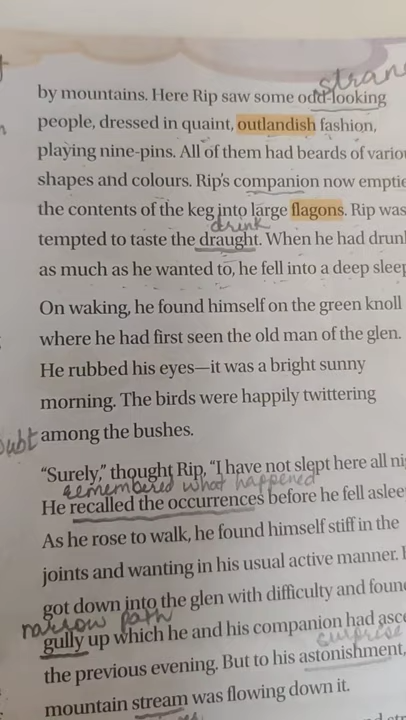 stran
by mountains. Here Rip saw some odd-looking
people, dressed in quaint, outlandish fashion,
playing nine-pins. All of them had beards of variou
shapes and colours. Rip's companion now emptie
the contents of the keg into large flagons. Rip was
drink
tempted to taste the draught. When he had drun
as much as he wanted to, he fell into a deep sleep
On waking, he found himself on the green knoll
where he had first seen the old man of the glen.
He rubbed his eyes—it was a bright sunny
morning. The birds were happily twittering
oubt among the bushes.
"Surely," thought Rip, "I have not slept here all ni
remembered what happened
He recalled the occurrences before he fell aslee
As he rose to walk, he found himself stiff in the
joints and wanting in his usual active manner.
got down into the glen with difficulty and foun
narrow path
gully up which he and his companion had asc
surprise
the previous evening. But to his astonishment,
mountain stream was flowing down it.